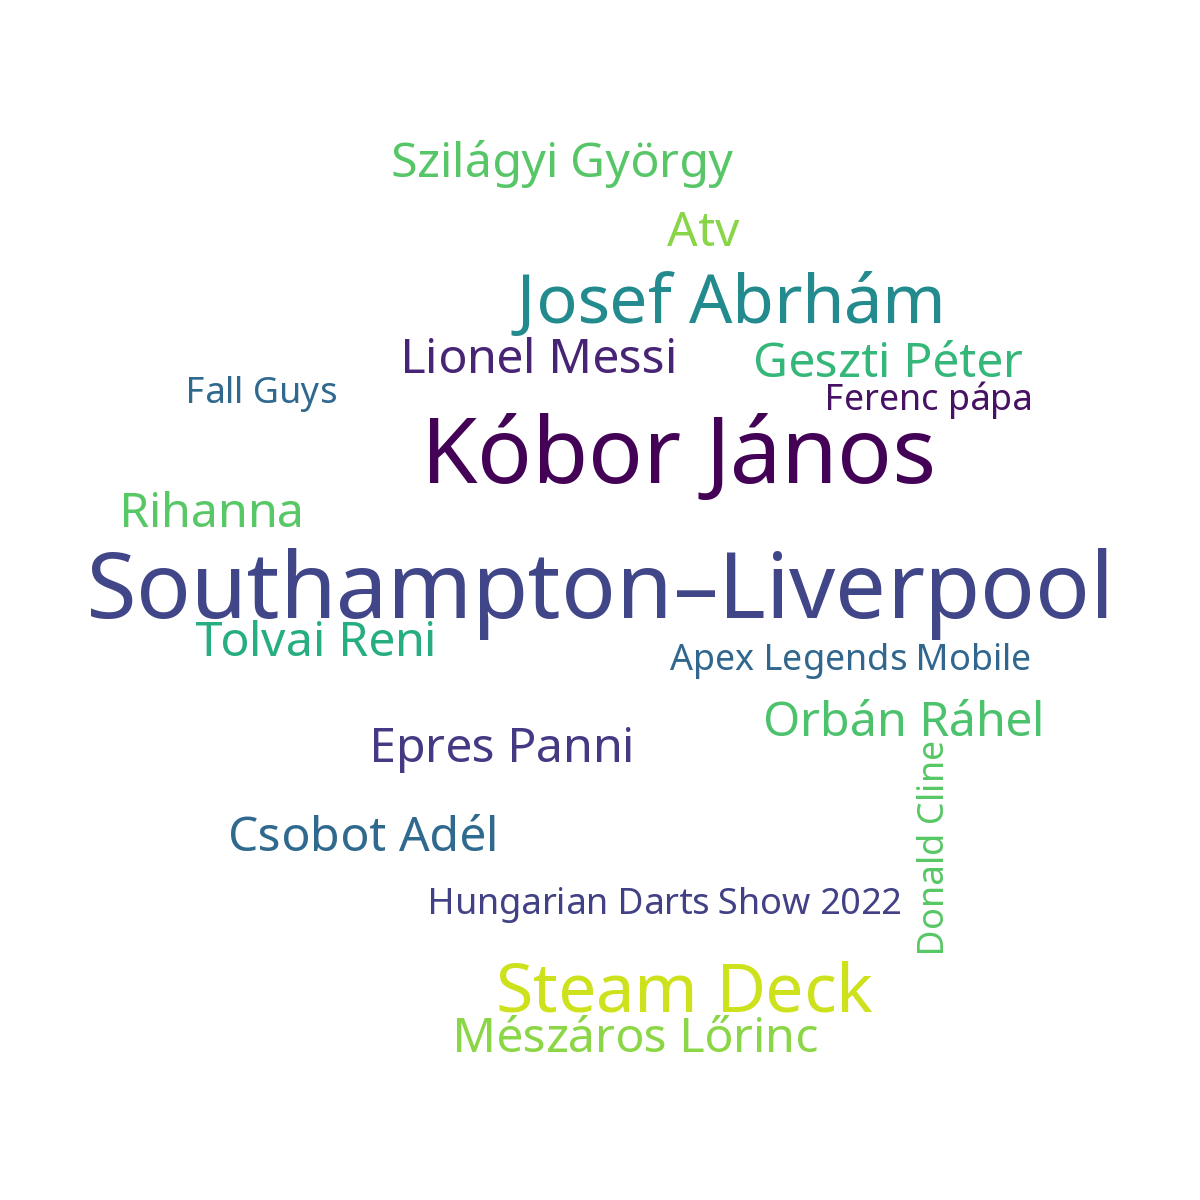 Szilágyi György
Atv
Josef Abrhám
Lionel Messi
Geszti Péter
Fall Guys
Ferenc pápa
Kóbor János
Rihanna
Southampton–Liverpool
Tolvai Reni
Apex Legends Mobile
Orbán Ráhel
Epres Panni
Donald Cline
Csobot Adél
Hungarian Darts Show 2022
Steam Deck
Mészáros Lőrinc